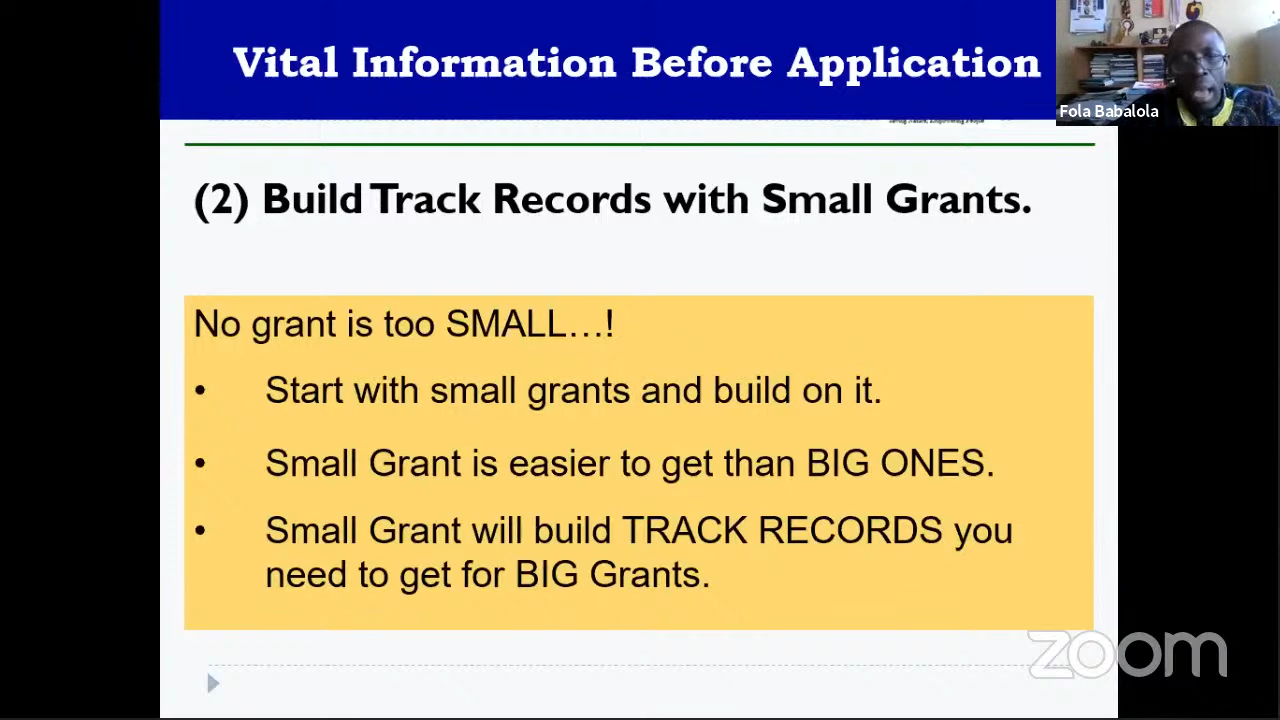 Vital Information Before Application
Fola Babalola
(2) Build Track Records with Small Grants.
No grant is too SMALL...!
• Start with small grants and build on it.
• Small Grant is easier to get than BIG ONES.
• Small Grant will build TRACK RECORDS you
need to get for BIG Grants.
zoom